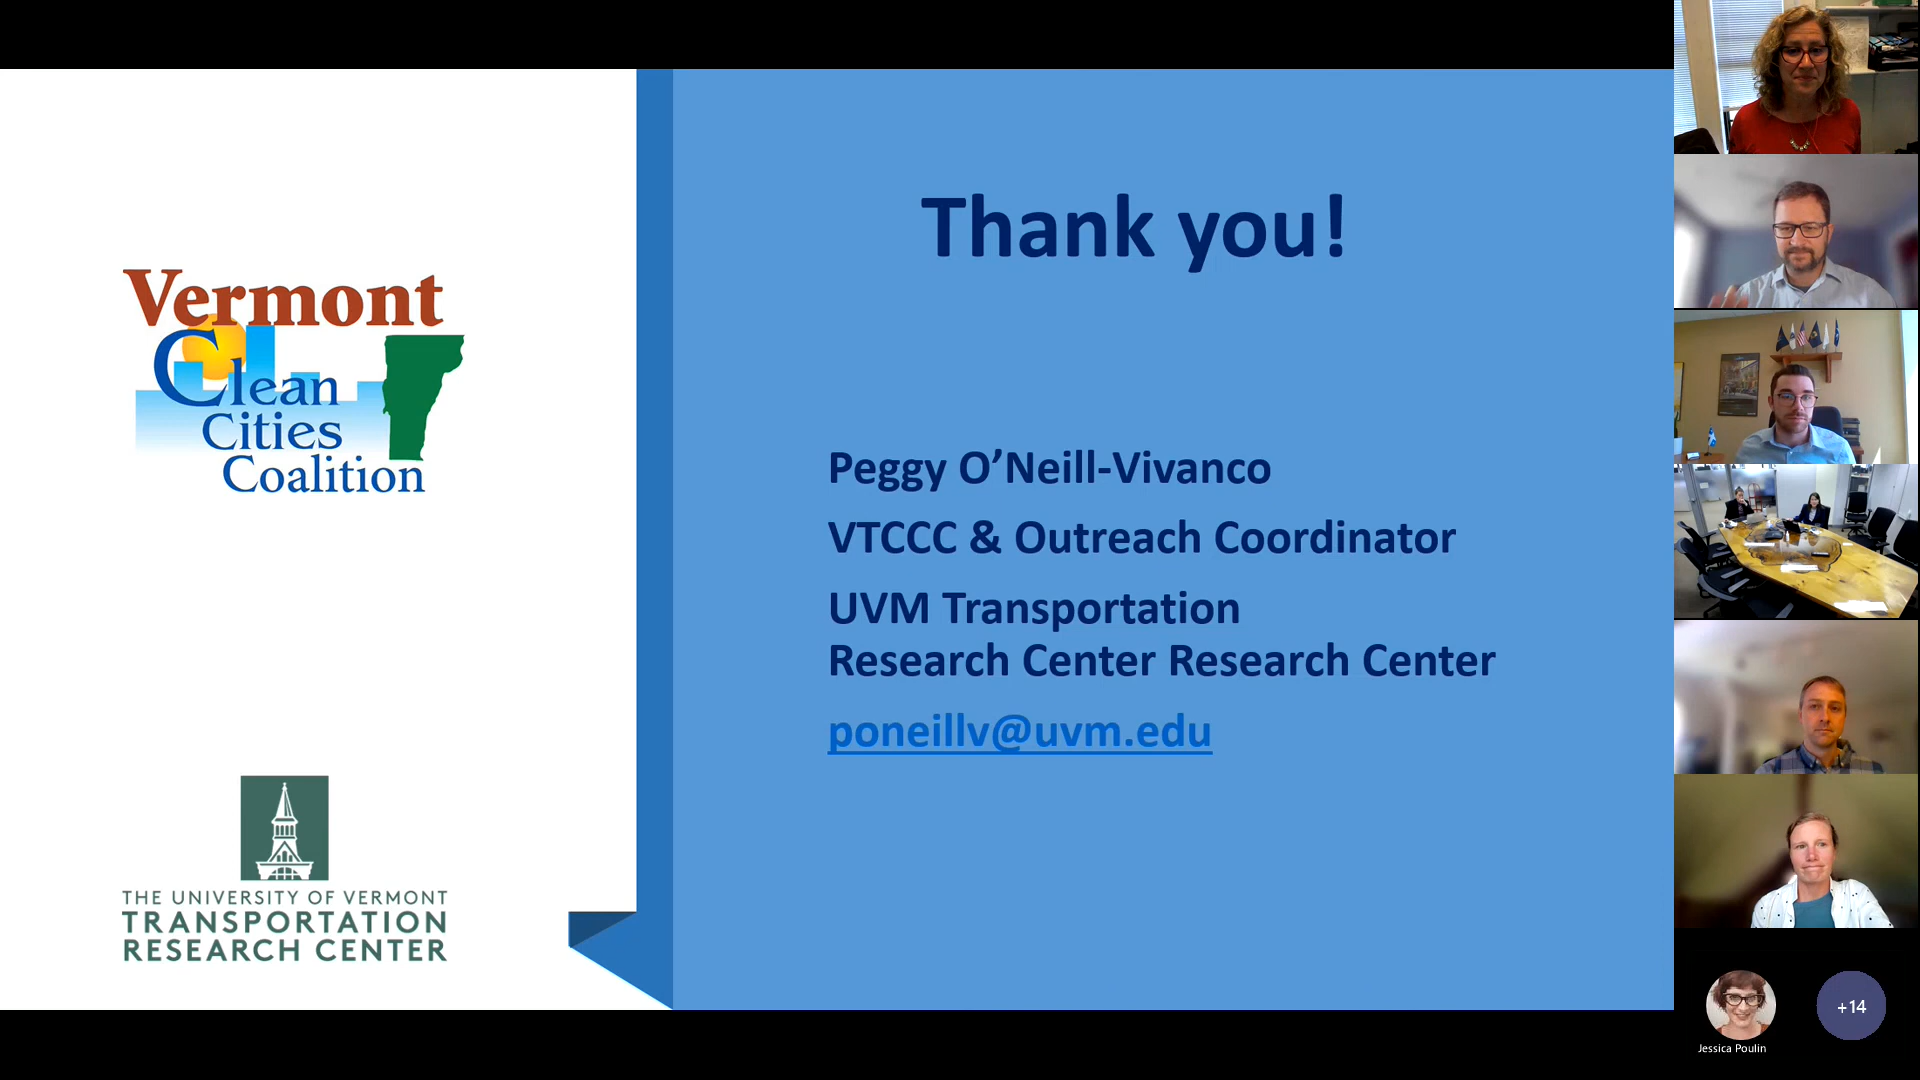 Thank you!
Vermont
Clean
Cities
Coalition
Peggy O’Neill-Vivanco
VTCCC & Outreach Coordinator
UVM Transportation
Research Center Research Center
poneillv@uvm.edu
THE UNIVERSITY OF VERMONT
TRANSPORTATION
RESEARCH CENTER
+14
Jessica Poulin